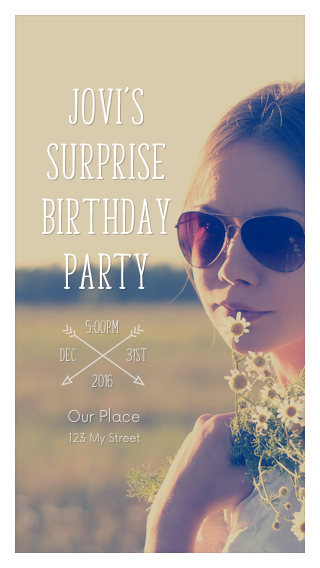 JOVI'S
SURPRISE
BIRTHDAY
PARTY
5:00PM
DEC 31ST
2016
Our Place
123 My Street